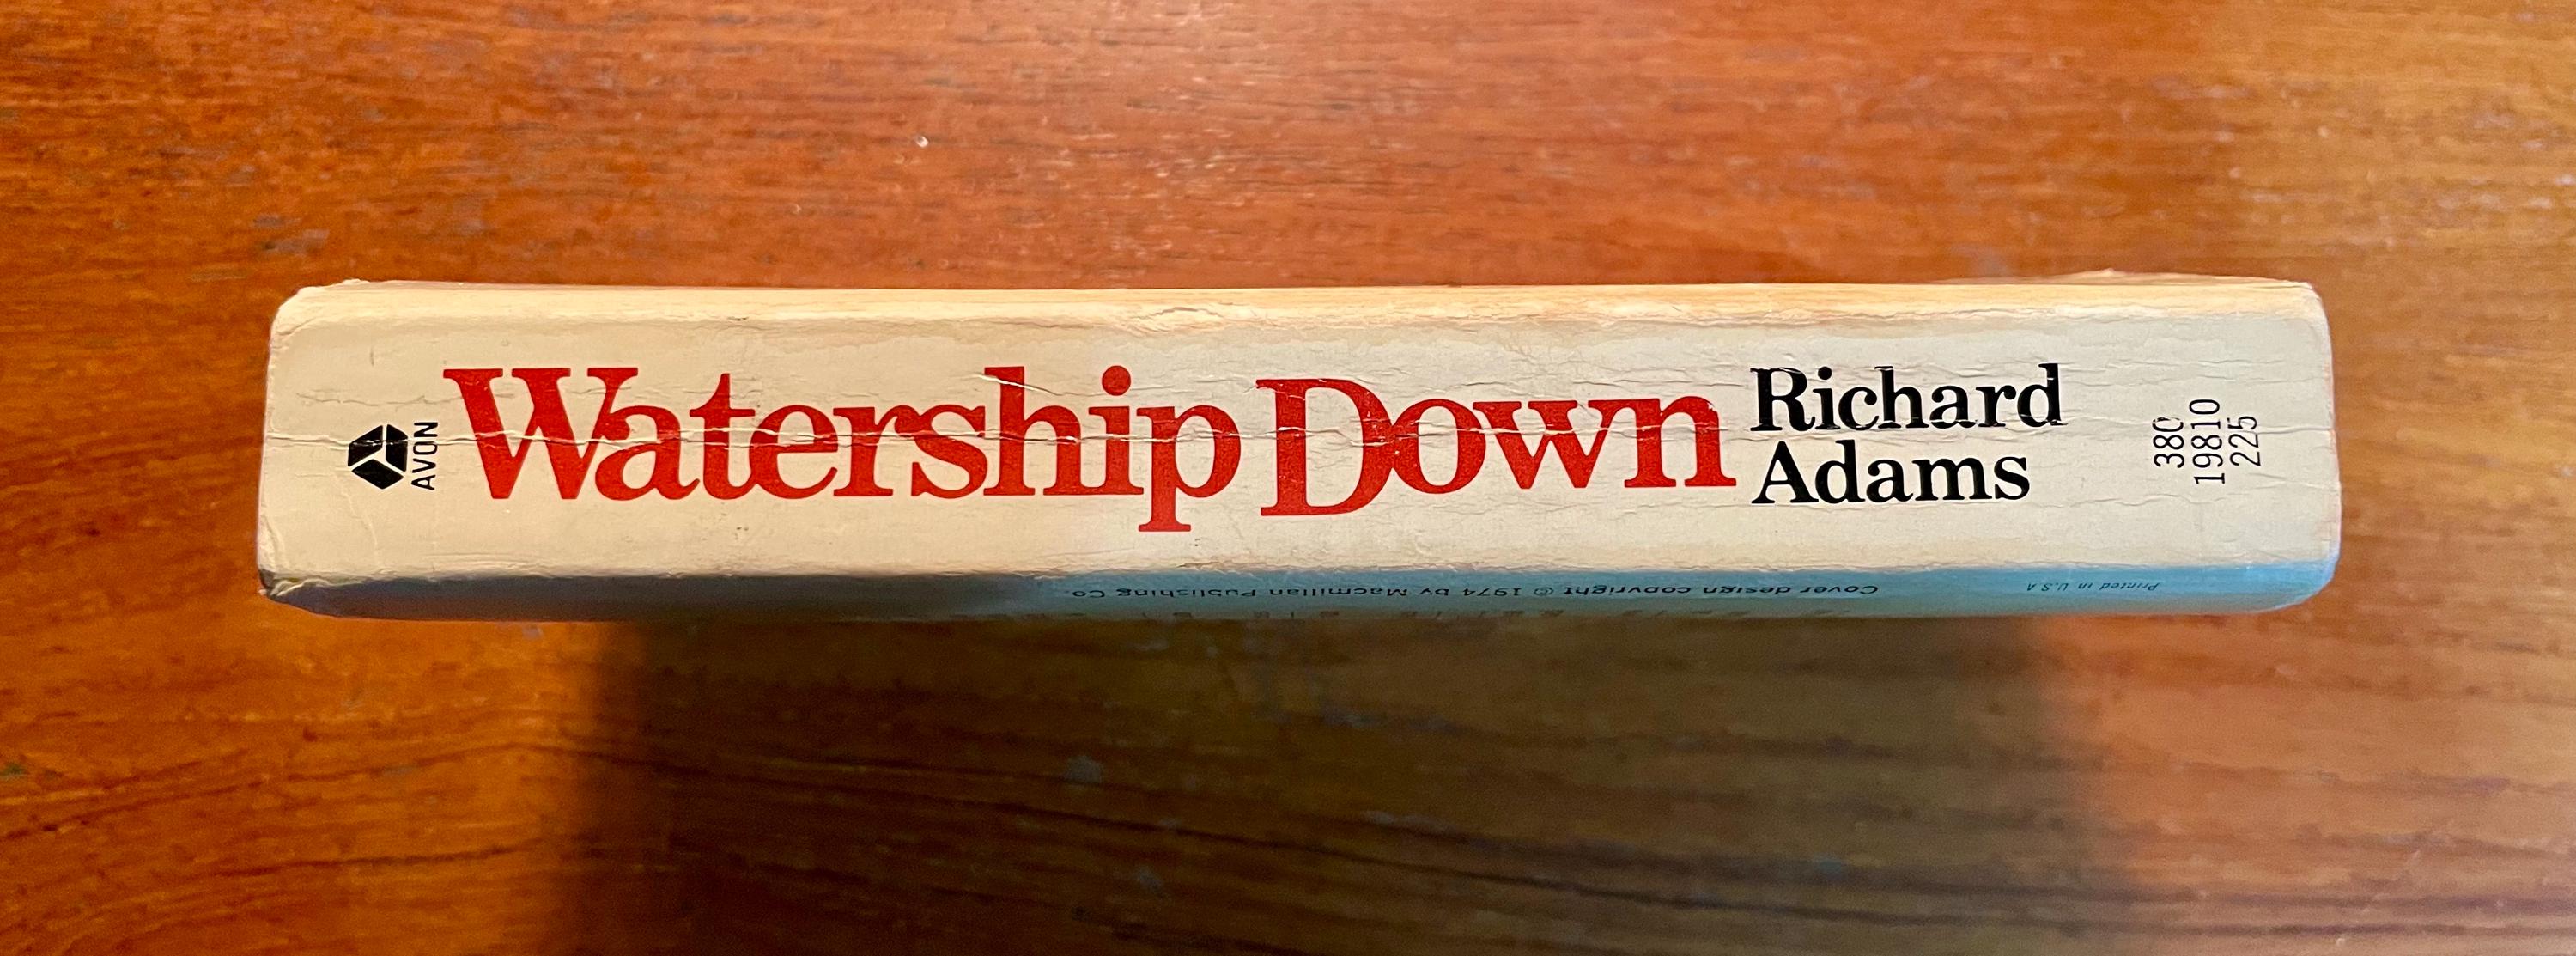 AVON
Watership Down
Richard
Adams
380
19810
225
Cover design copyright © 1974 by Macmillan Publishing Co.
Printed in U.S.A